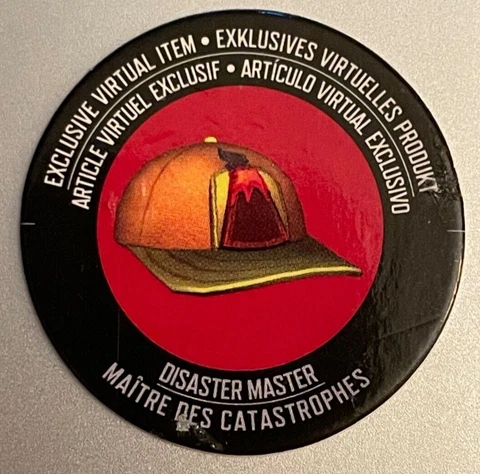 EXCLUSIVE VIRTUAL ITEM • EXKLUSIVES VIRTUELLES PRODUKT
ARTICLE VIRTUEL EXCLUSIF • ARTÍCULO VIRTUAL EXCLUSIVO
DISASTER MASTER
MAÎTRE DES CATASTROPHES